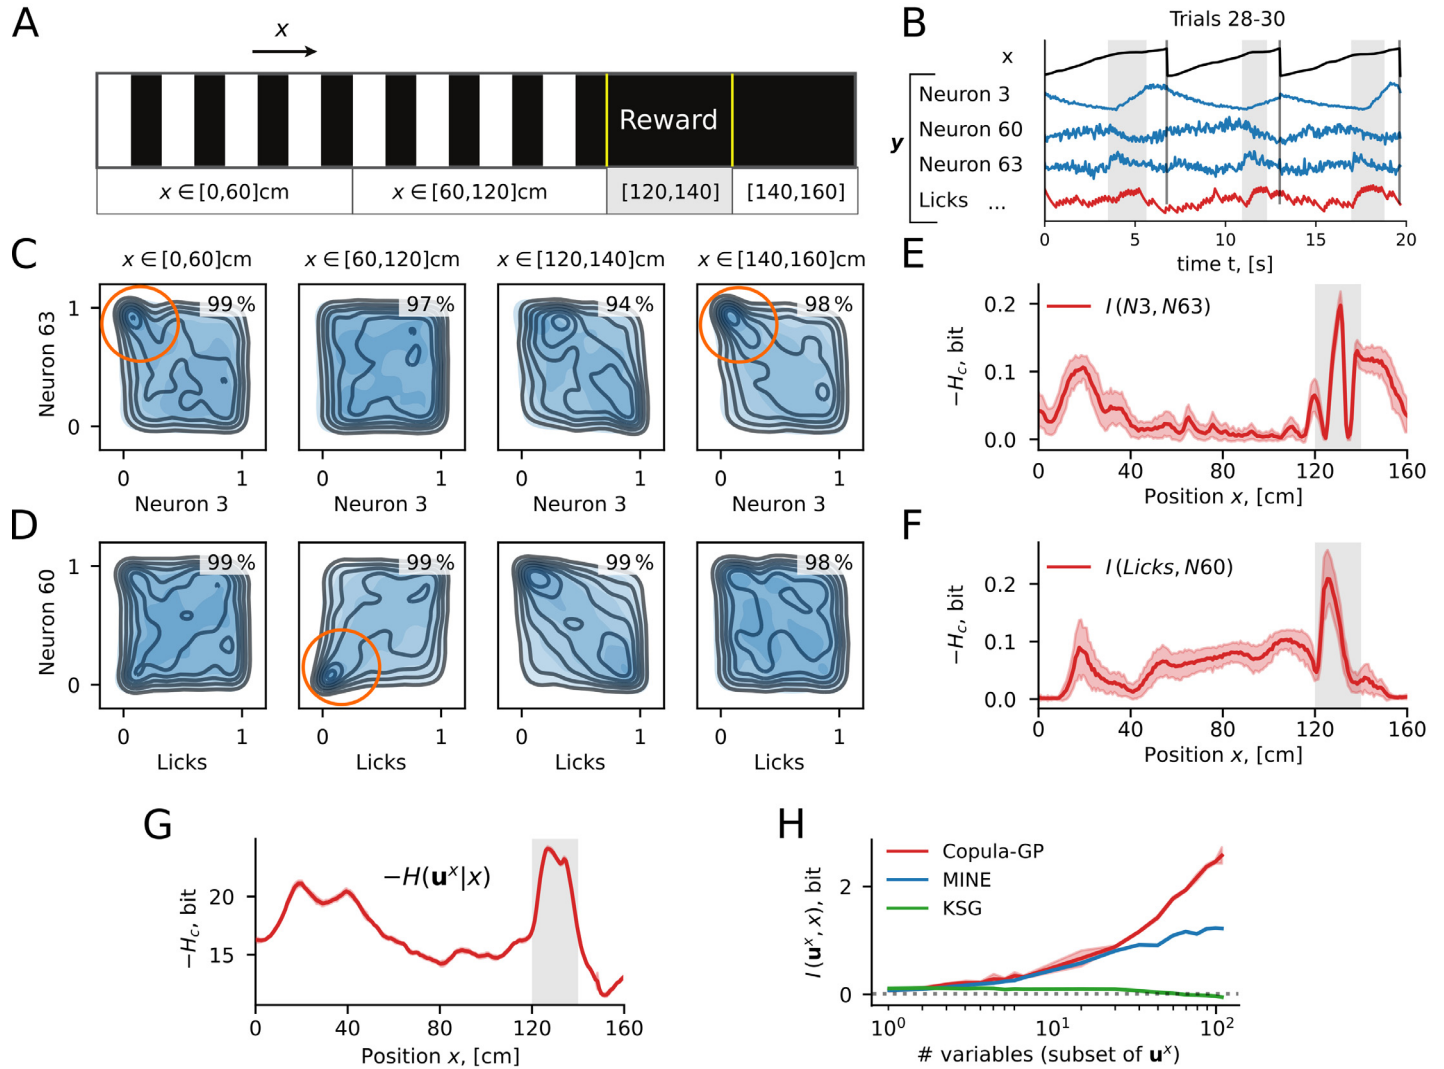 A
x
Reward
x ∈ [0,60]cm
x ∈ [60,120]cm
[120,140]
[140,160]
B
Trials 28-30
x
y
Neuron 3
Neuron 60
Neuron 63
Licks ...
0 5 10 15 20
time t, [s]
C
x ∈ [0,60]cm
x ∈ [60,120]cm
x ∈ [120,140]cm
x ∈ [140,160]cm
Neuron 63
1
0
99 %
97 %
94 %
98 %
0 1
0 1
0 1
0 1
Neuron 3
Neuron 3
Neuron 3
Neuron 3
D
Neuron 60
1
0
99 %
99 %
99 %
98 %
0 1
0 1
0 1
0 1
Licks
Licks
Licks
Licks
E
−H_c, bit
0.2
0.1
0.0
I (N3, N63)
0 40 80 120 160
Position x, [cm]
F
−H_c, bit
0.2
0.1
0.0
I (Licks, N60)
0 40 80 120 160
Position x, [cm]
G
−H_c, bit
20
15
−H(u^x|x)
0 40 80 120 160
Position x, [cm]
H
I (u^x, x), bit
2
0
Copula-GP
MINE
KSG
10^0 10^1 10^2
# variables (subset of u^x)